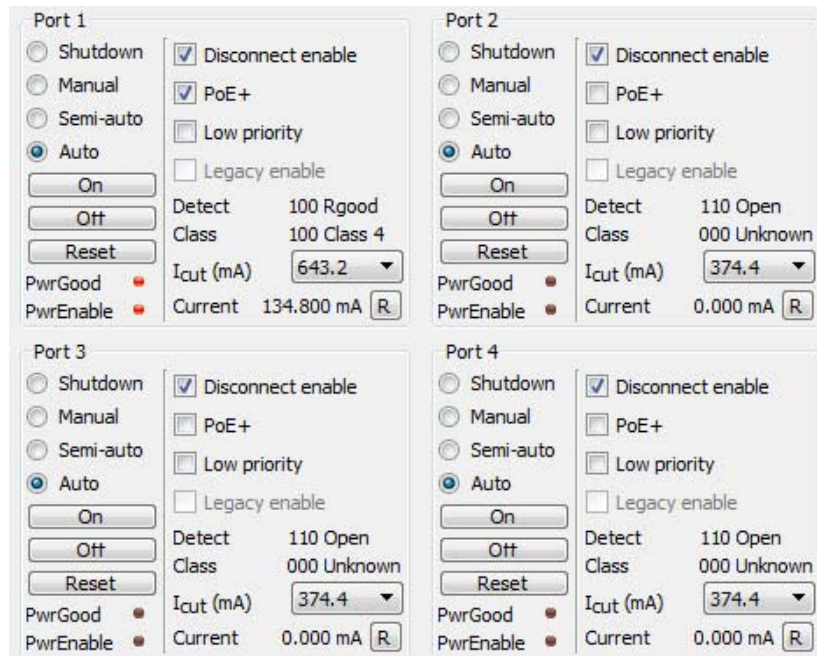 Port 1
Shutdown
Manual
Semi-auto
Auto
On
Off
Reset
PwrGood
PwrEnable
Disconnect enable
PoE+
Low priority
Legacy enable
Detect 100 Rgood
Class 100 Class 4
Icut (mA) 643.2
Current 134.800 mA R
Port 2
Shutdown
Manual
Semi-auto
Auto
On
Off
Reset
PwrGood
PwrEnable
Disconnect enable
PoE+
Low priority
Legacy enable
Detect 110 Open
Class 000 Unknown
Icut (mA) 374.4
Current 0.000 mA R
Port 3
Shutdown
Manual
Semi-auto
Auto
On
Off
Reset
PwrGood
PwrEnable
Disconnect enable
PoE+
Low priority
Legacy enable
Detect 110 Open
Class 000 Unknown
Icut (mA) 374.4
Current 0.000 mA R
Port 4
Shutdown
Manual
Semi-auto
Auto
On
Off
Reset
PwrGood
PwrEnable
Disconnect enable
PoE+
Low priority
Legacy enable
Detect 110 Open
Class 000 Unknown
Icut (mA) 374.4
Current 0.000 mA R